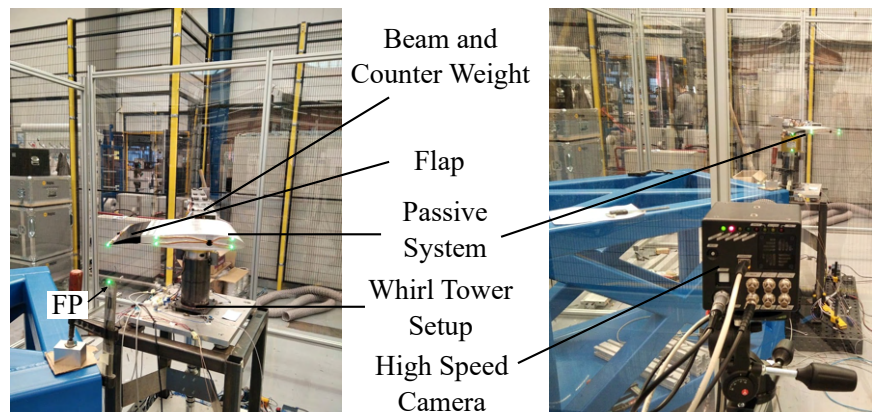 Beam and
Counter Weight
Flap
Passive
System
FP
Whirl Tower
Setup
High Speed
Camera